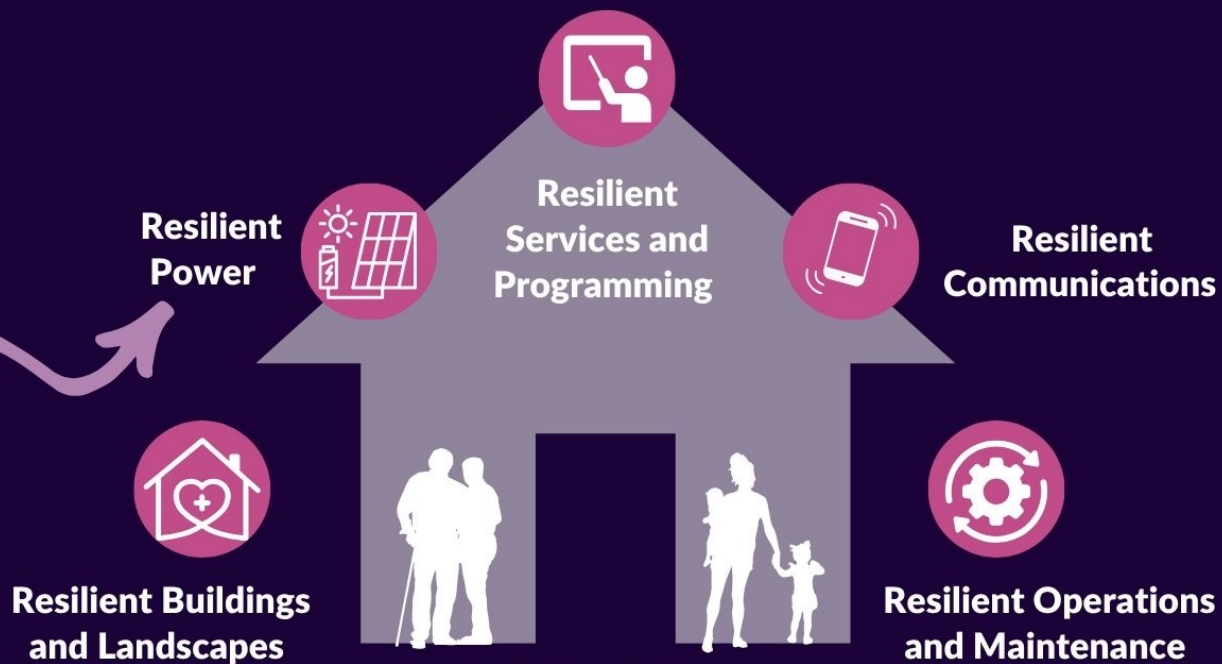 Resilient
Services and
Programming
Resilient
Power
Resilient
Communications
Resilient Buildings
and Landscapes
Resilient Operations
and Maintenance